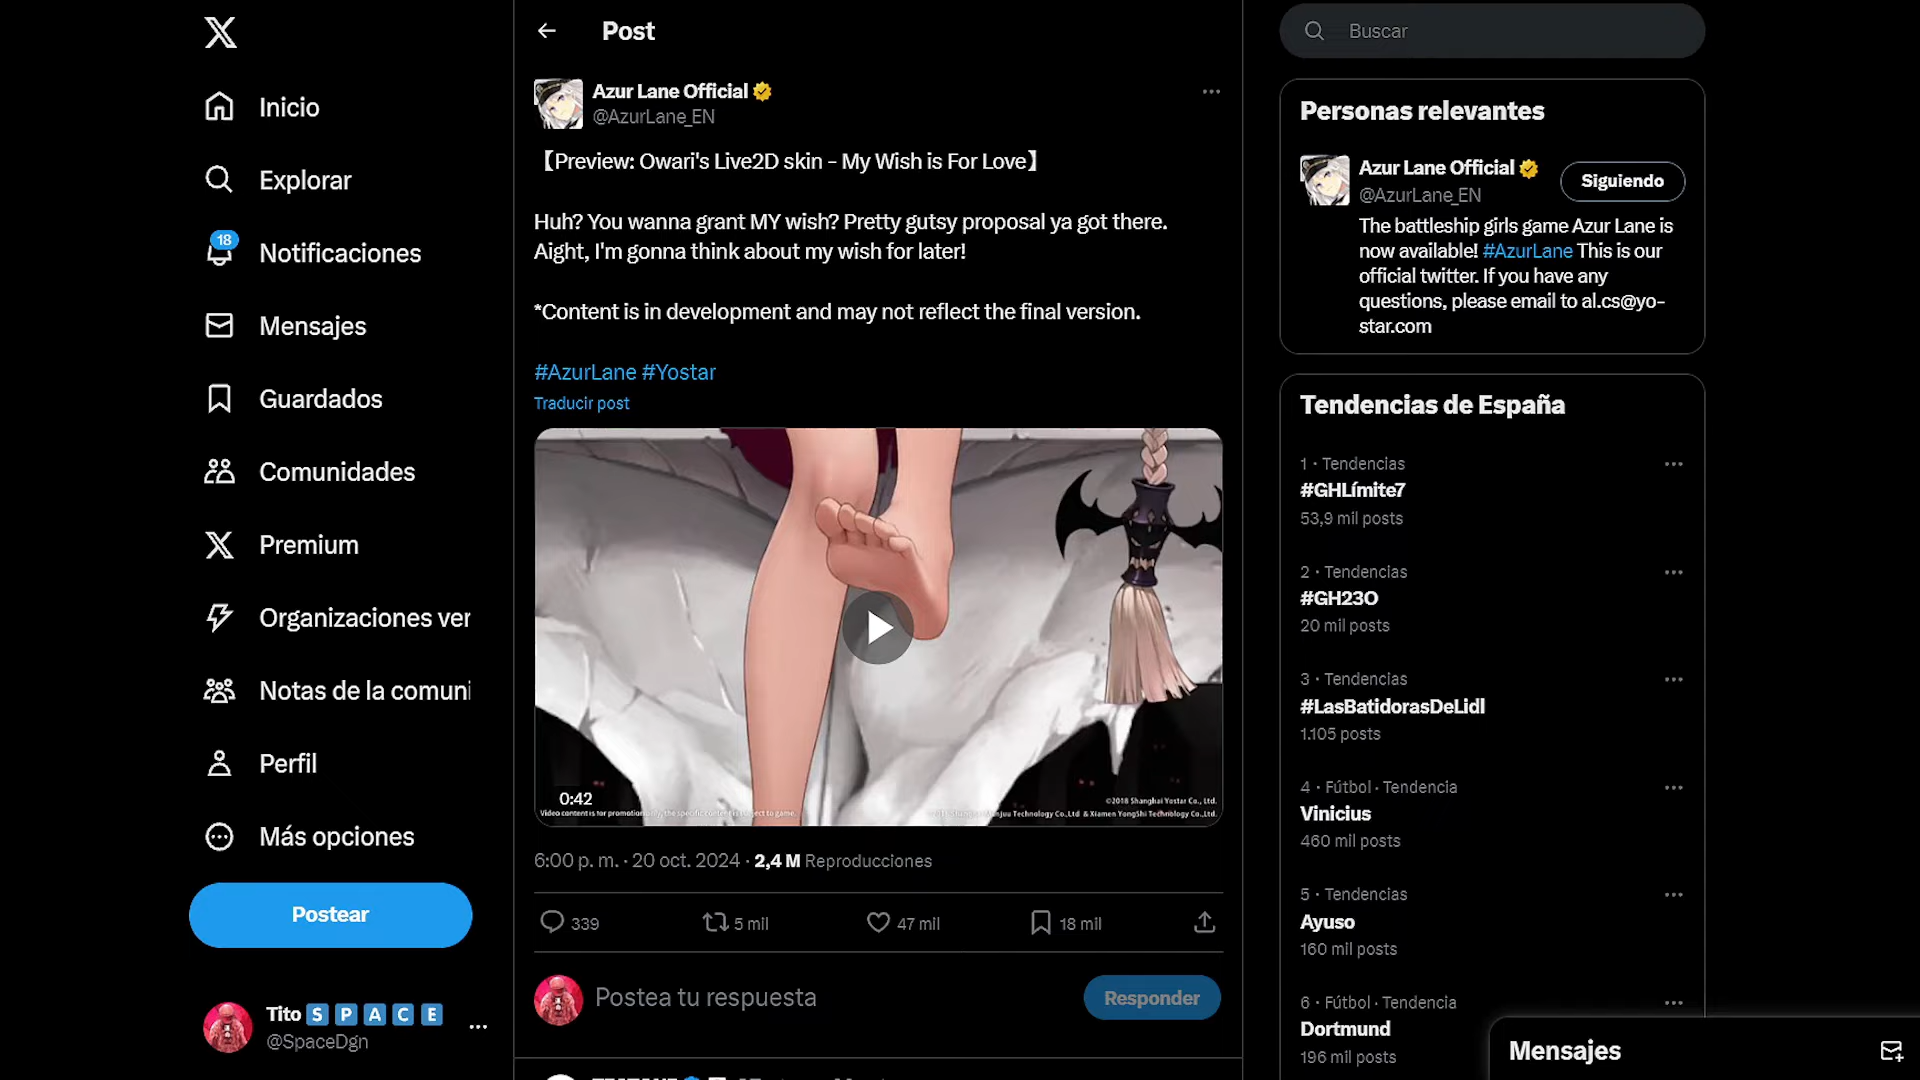 Inicio
Explorar
18
Notificaciones
Mensajes
Guardados
Comunidades
Premium
Organizaciones ver
Notas de la comuni
Perfil
Más opciones
Postear
Tito 🆂 🅿 🅰 🅲 🅴
@SpaceDgn
Post
Azur Lane Official
@AzurLane_EN
【Preview: Owari's Live2D skin - My Wish is For Love】
Huh? You wanna grant MY wish? Pretty gutsy proposal ya got there.
Aight, I'm gonna think about my wish for later!
*Content is in development and may not reflect the final version.
#AzurLane #Yostar
Traducir post
0:42
©2018 Shanghai Yostar Co., Ltd.
6:00 p. m. · 20 oct. 2024 · 2,4 M Reproducciones
339
5 mil
47 mil
18 mil
Postea tu respuesta
Responder
Buscar
Personas relevantes
Azur Lane Official
@AzurLane_EN
Siguiendo
The battleship girls game Azur Lane is
now available! #AzurLane This is our
official twitter. If you have any
questions, please email to al.cs@yo-
star.com
Tendencias de España
1 · Tendencias
#GHLímite7
53,9 mil posts
2 · Tendencias
#GH23O
20 mil posts
3 · Tendencias
#LasBatidorasDeLidl
1.105 posts
4 · Fútbol · Tendencia
Vinicius
460 mil posts
5 · Tendencias
Ayuso
160 mil posts
6 · Fútbol · Tendencia
Dortmund
196 mil posts
Mensajes